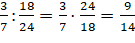 3/7 : 18/24 = 3/7 · 24/18 = 9/14